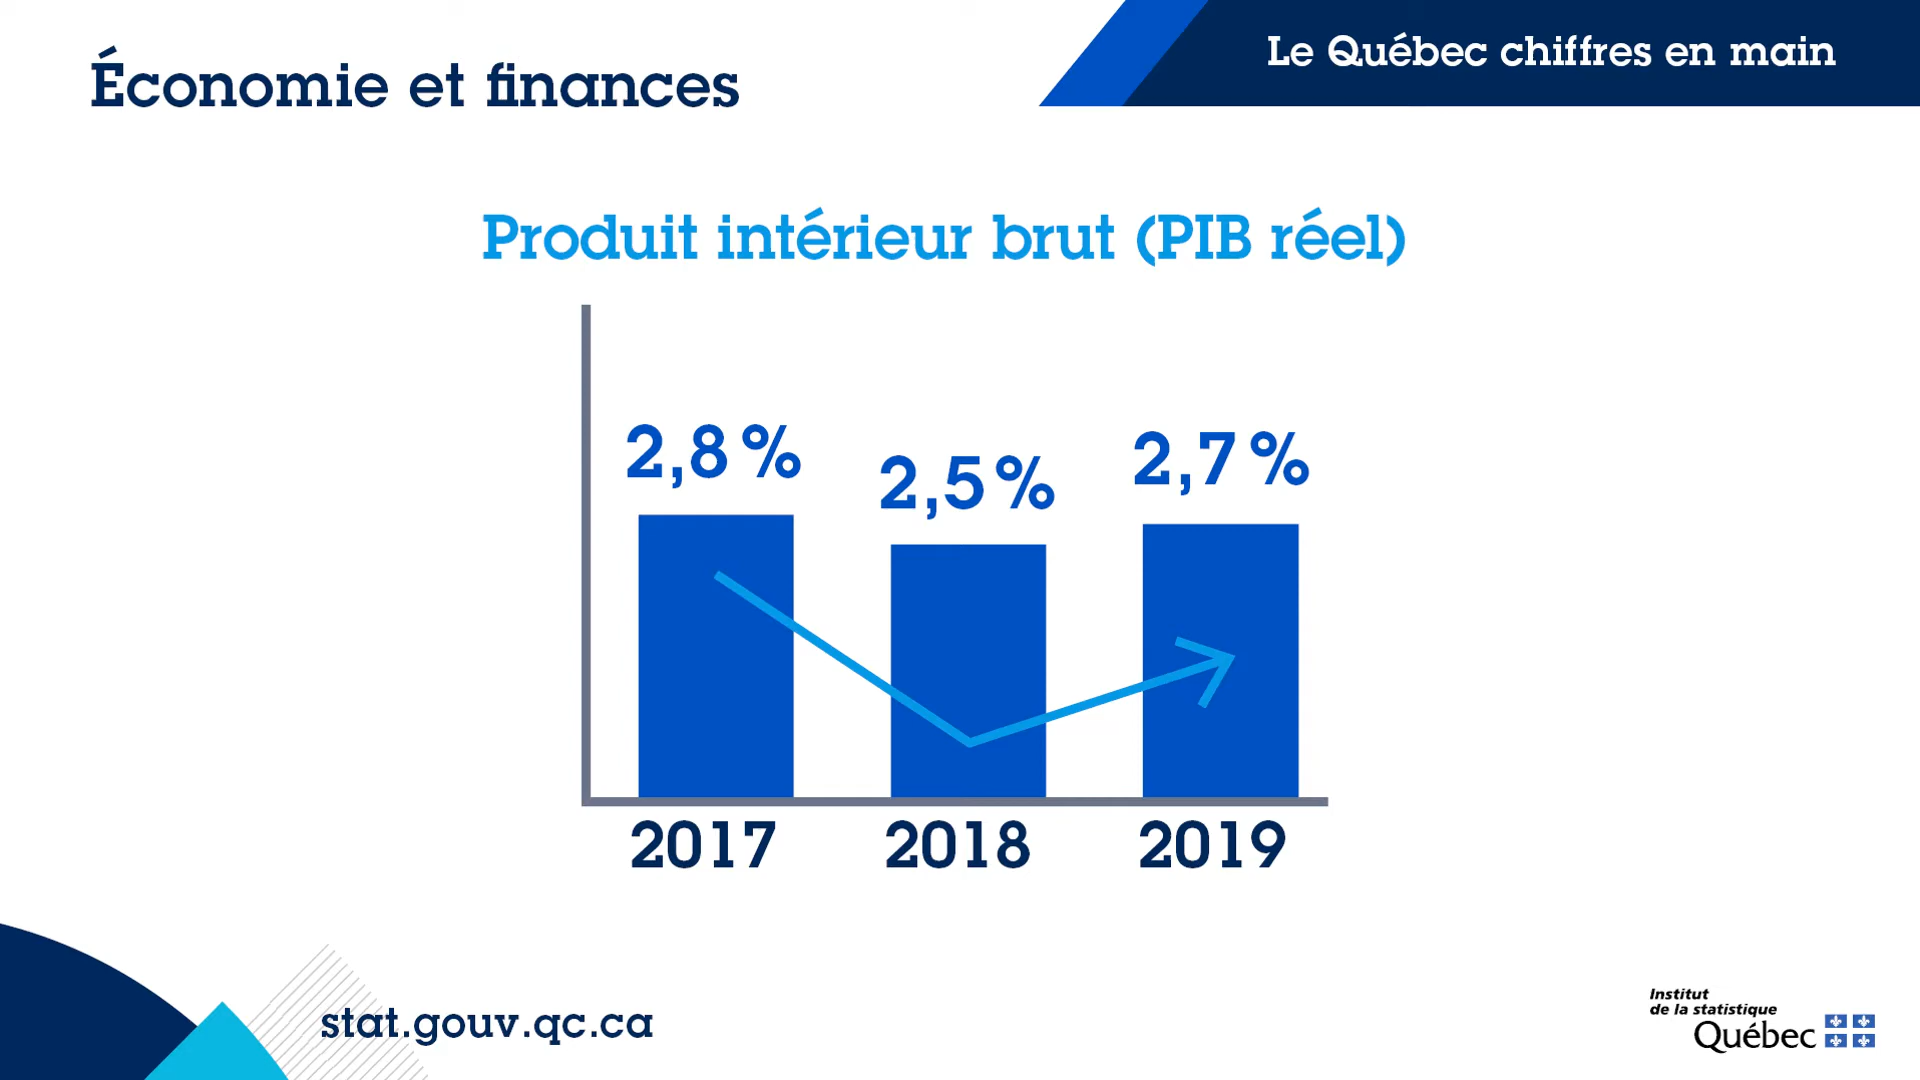 Économie et finances
Le Québec chiffres en main
Produit intérieur brut (PIB réel)
2,8 %
2,5 %
2,7 %
2017
2018
2019
stat.gouv.qc.ca
Institut
de la statistique
Québec